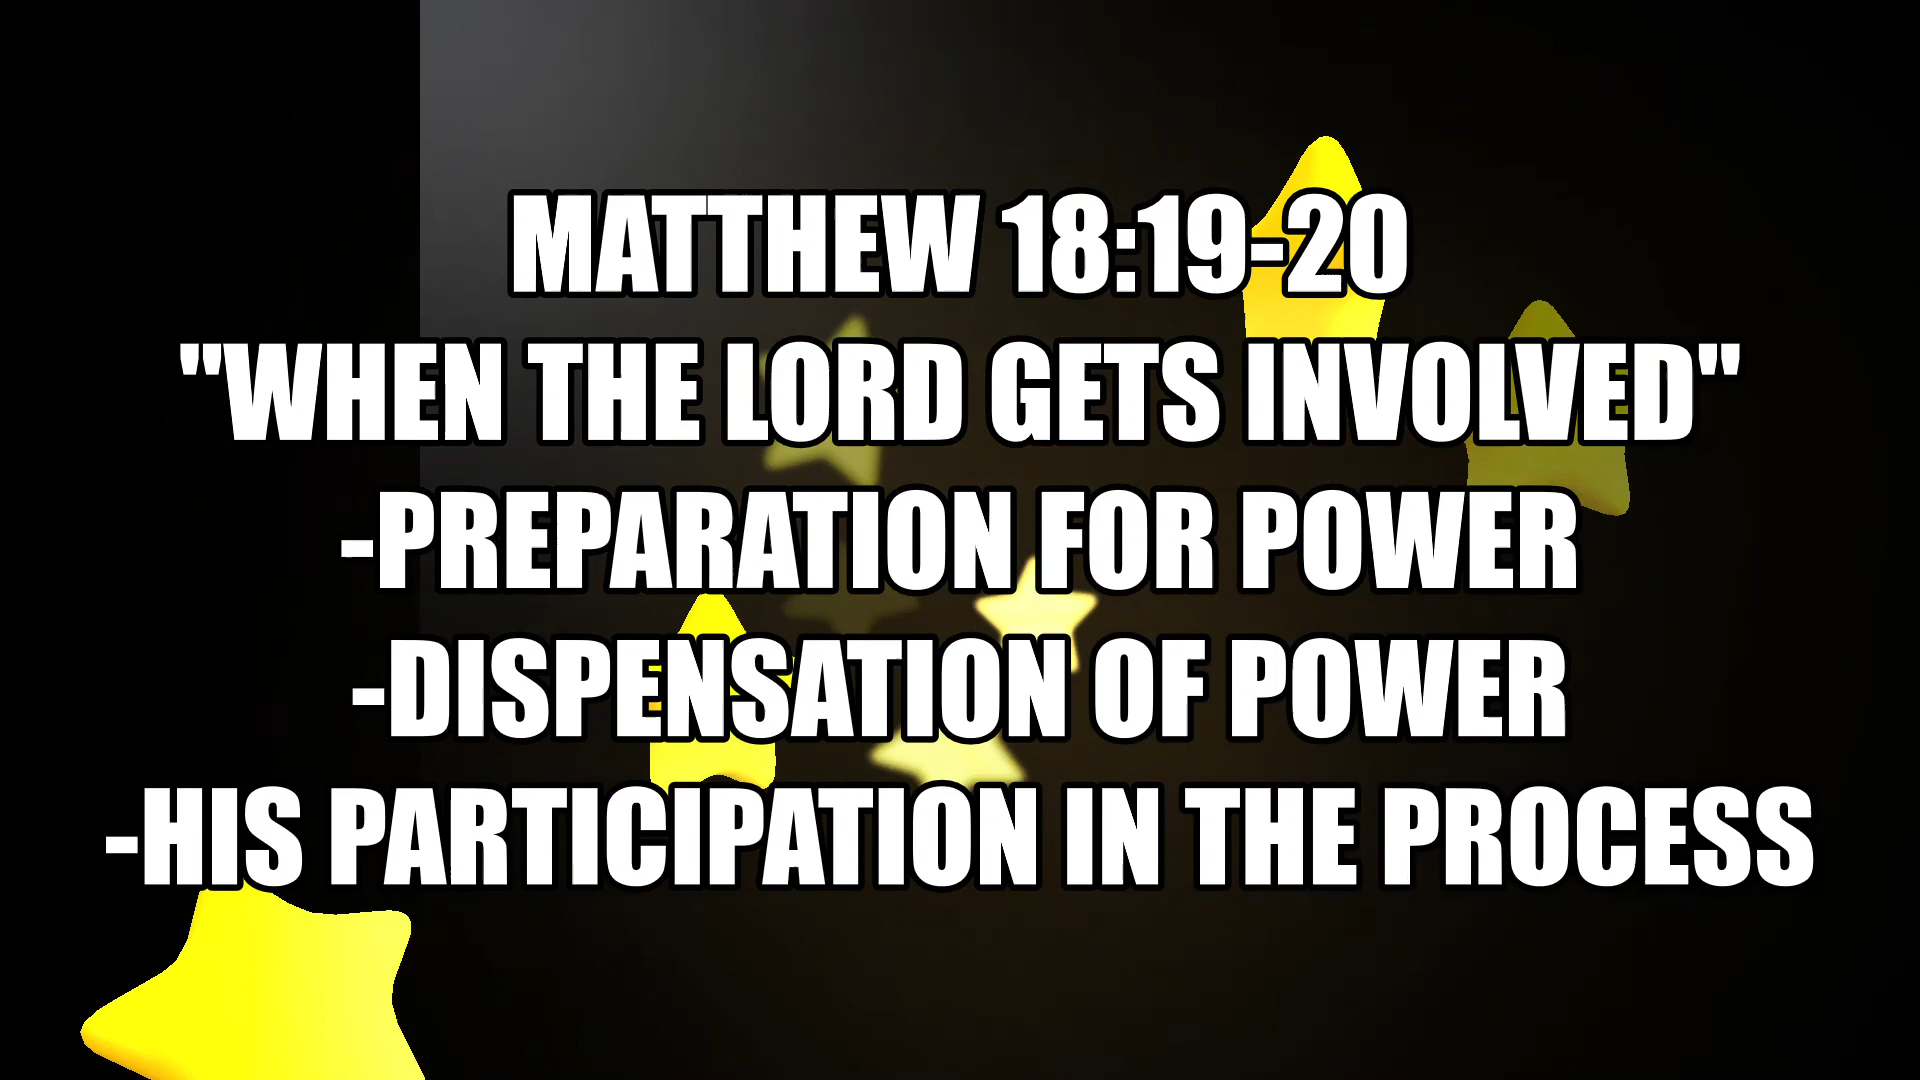 MATTHEW 18:19-20
"WHEN THE LORD GETS INVOLVED"
-PREPARATION FOR POWER
-DISPENSATION OF POWER
-HIS PARTICIPATION IN THE PROCESS